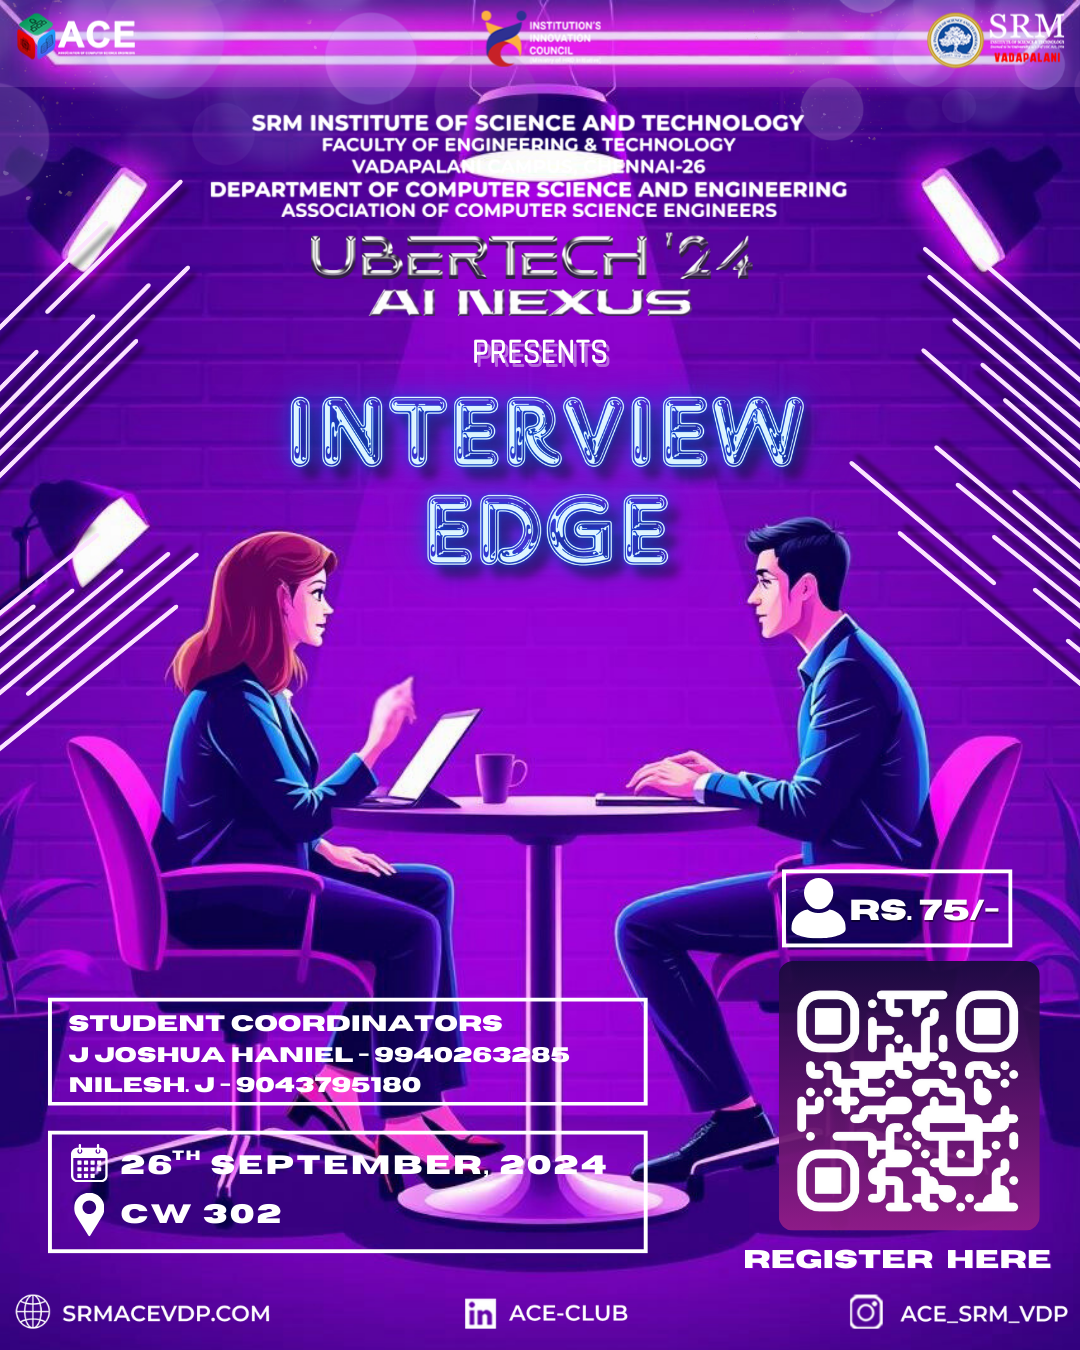 ACE
INSTITUTION'S
INNOVATION
COUNCIL
SRM
VADAPALANI
SRM INSTITUTE OF SCIENCE AND TECHNOLOGY
FACULTY OF ENGINEERING & TECHNOLOGY
VADAPALANI CAMPUS, CHENNAI-26
DEPARTMENT OF COMPUTER SCIENCE AND ENGINEERING
ASSOCIATION OF COMPUTER SCIENCE ENGINEERS
UBERTECH '24
AI NEXUS
PRESENTS
INTERVIEW
EDGE
RS. 75/-
STUDENT COORDINATORS
J JOSHUA HANIEL - 9940263285
NILESH. J - 9043795180
26TH SEPTEMBER, 2024
CW 302
REGISTER HERE
SRMACEVDP.COM
ACE-CLUB
ACE_SRM_VDP